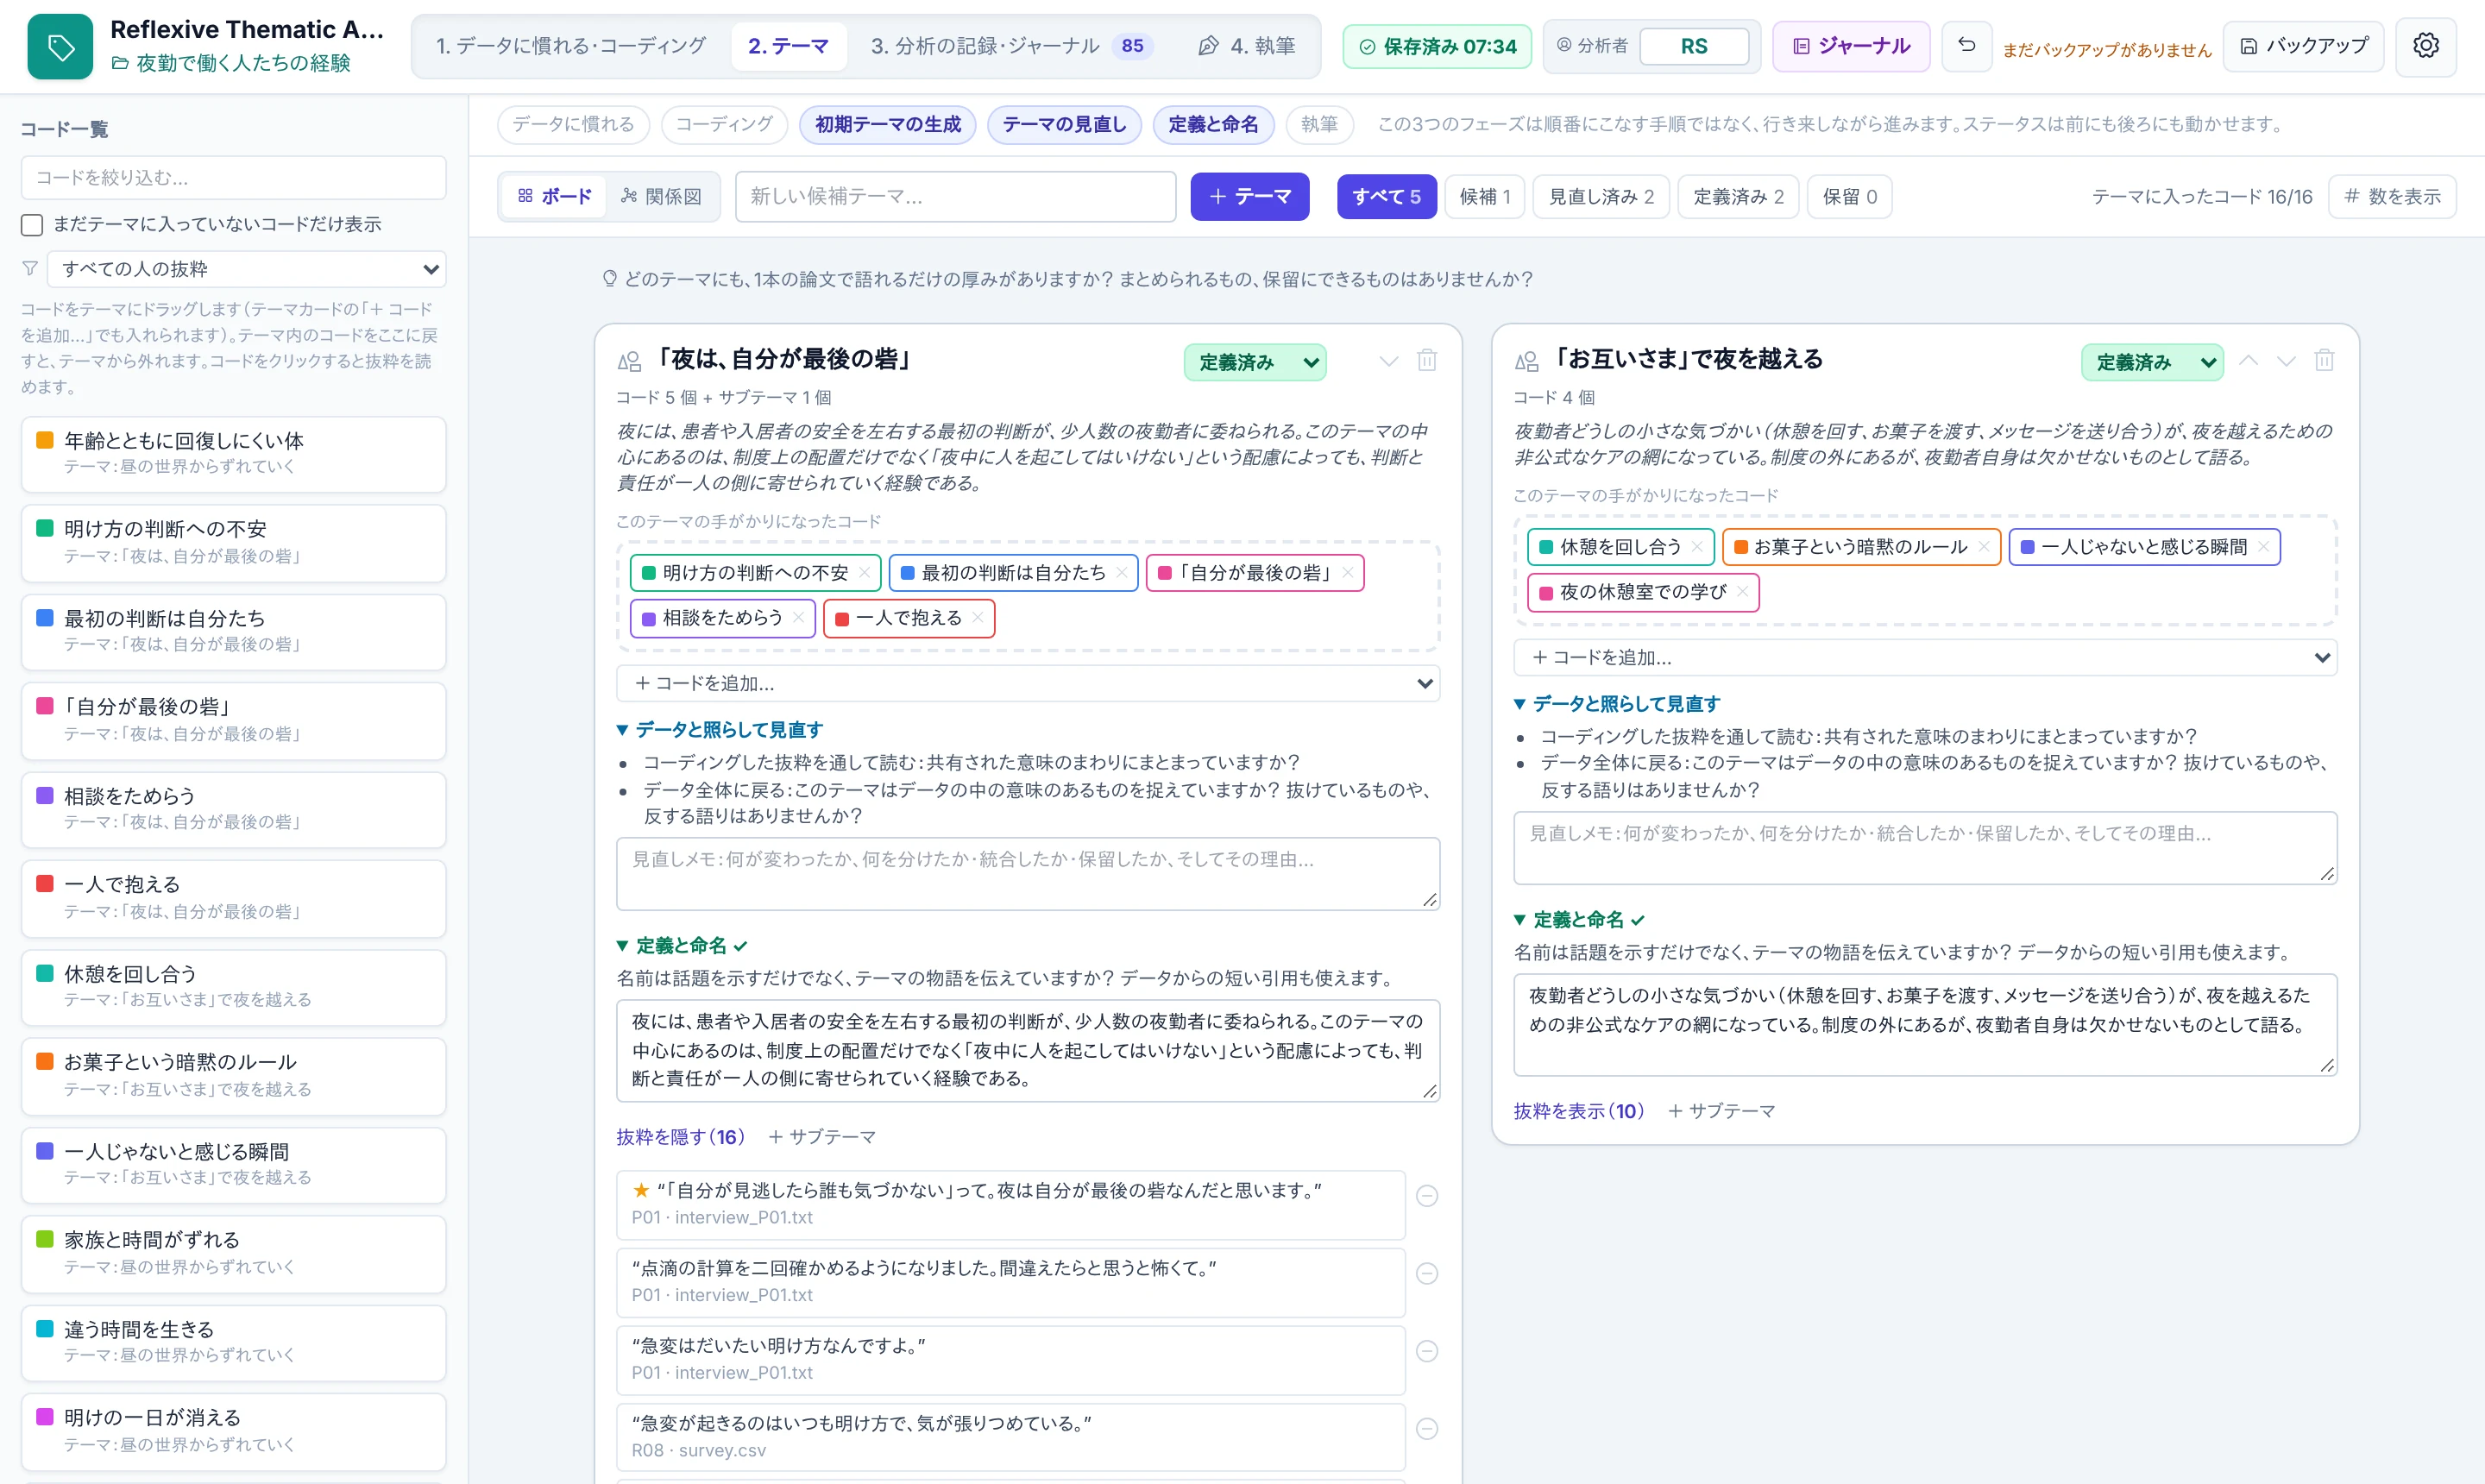 Reflexive Thematic A...
夜勤で働く人たちの経験
1. データに慣れる・コーディング
2. テーマ
3. 分析の記録・ジャーナル 85
4. 執筆
保存済み 07:34
分析者 RS
ジャーナル
まだバックアップがありません
バックアップ
コード一覧
コードを絞り込む...
まだテーマに入っていないコードだけ表示
すべての人の抜粋
コードをテーマにドラッグします（テーマカードの「＋ コード
を追加...」でも入れられます）。テーマ内のコードをここに戻
すと、テーマから外れます。コードをクリックすると抜粋を読
めます。
年齢とともに回復しにくい体
テーマ：昼の世界からずれていく
明け方の判断への不安
テーマ：「夜は、自分が最後の砦」
最初の判断は自分たち
テーマ：「夜は、自分が最後の砦」
「自分が最後の砦」
テーマ：「夜は、自分が最後の砦」
相談をためらう
テーマ：「夜は、自分が最後の砦」
一人で抱える
テーマ：「夜は、自分が最後の砦」
休憩を回し合う
テーマ：「お互いさま」で夜を越える
お菓子という暗黙のルール
テーマ：「お互いさま」で夜を越える
一人じゃないと感じる瞬間
テーマ：「お互いさま」で夜を越える
家族と時間がずれる
テーマ：昼の世界からずれていく
違う時間を生きる
テーマ：昼の世界からずれていく
明けの一日が消える
テーマ：昼の世界からずれていく
データに慣れる
コーディング
初期テーマの生成
テーマの見直し
定義と命名
執筆
この3つのフェーズは順番にこなす手順ではなく、行き来しながら進みます。ステータスは前にも後ろにも動かせます。
ボード
関係図
新しい候補テーマ...
＋ テーマ
すべて 5
候補 1
見直し済み 2
定義済み 2
保留 0
テーマに入ったコード 16/16
# 数を表示
どのテーマにも、1本の論文で語れるだけの厚みがありますか？ まとめられるもの、保留にできるものはありませんか？
「夜は、自分が最後の砦」
定義済み
コード 5 個 + サブテーマ 1 個
夜には、患者や入居者の安全を左右する最初の判断が、少人数の夜勤者に委ねられる。このテーマの中
心にあるのは、制度上の配置だけでなく「夜中に人を起こしてはいけない」という配慮によっても、判断と
責任が一人の側に寄せられていく経験である。
このテーマの手がかりになったコード
明け方の判断への不安 ×
最初の判断は自分たち ×
「自分が最後の砦」 ×
相談をためらう ×
一人で抱える ×
＋ コードを追加...
▼ データと照らして見直す
• コーディングした抜粋を通して読む：共有された意味のまわりにまとまっていますか？
• データ全体に戻る：このテーマはデータの中の意味のあるものを捉えていますか？ 抜けているものや、
反する語りはありませんか？
見直しメモ：何が変わったか、何を分けたか・統合したか・保留したか、そしてその理由...
▼ 定義と命名 ✓
名前は話題を示すだけでなく、テーマの物語を伝えていますか？ データからの短い引用も使えます。
夜には、患者や入居者の安全を左右する最初の判断が、少人数の夜勤者に委ねられる。このテーマの
中心にあるのは、制度上の配置だけでなく「夜中に人を起こしてはいけない」という配慮によっても、判
断と責任が一人の側に寄せられていく経験である。
抜粋を隠す（16）
＋ サブテーマ
★ “「自分が見逃したら誰も気づかない」って。夜は自分が最後の砦なんだと思います。”
P01 · interview_P01.txt
“点滴の計算を二回確かめるようになりました。間違えたらと思うと怖くて。”
P01 · interview_P01.txt
“急変はだいたい明け方なんですよ。”
P01 · interview_P01.txt
“急変が起きるのはいつも明け方で、気が張りつめている。”
R08 · survey.csv
「お互いさま」で夜を越える
定義済み
コード 4 個
夜勤者どうしの小さな気づかい（休憩を回す、お菓子を渡す、メッセージを送り合う）が、夜を越えるための
非公式なケアの網になっている。制度の外にあるが、夜勤者自身は欠かせないものとして語る。
このテーマの手がかりになったコード
休憩を回し合う ×
お菓子という暗黙のルール ×
一人じゃないと感じる瞬間 ×
夜の休憩室での学び ×
＋ コードを追加...
▼ データと照らして見直す
• コーディングした抜粋を通して読む：共有された意味のまわりにまとまっていますか？
• データ全体に戻る：このテーマはデータの中の意味のあるものを捉えていますか？ 抜けているものや、
反する語りはありませんか？
見直しメモ：何が変わったか、何を分けたか・統合したか・保留したか、そしてその理由...
▼ 定義と命名 ✓
名前は話題を示すだけでなく、テーマの物語を伝えていますか？ データからの短い引用も使えます。
夜勤者どうしの小さな気づかい（休憩を回す、お菓子を渡す、メッセージを送り合う）が、夜を越えるた
めの非公式なケアの網になっている。制度の外にあるが、夜勤者自身は欠かせないものとして語る。
抜粋を表示（10）
＋ サブテーマ